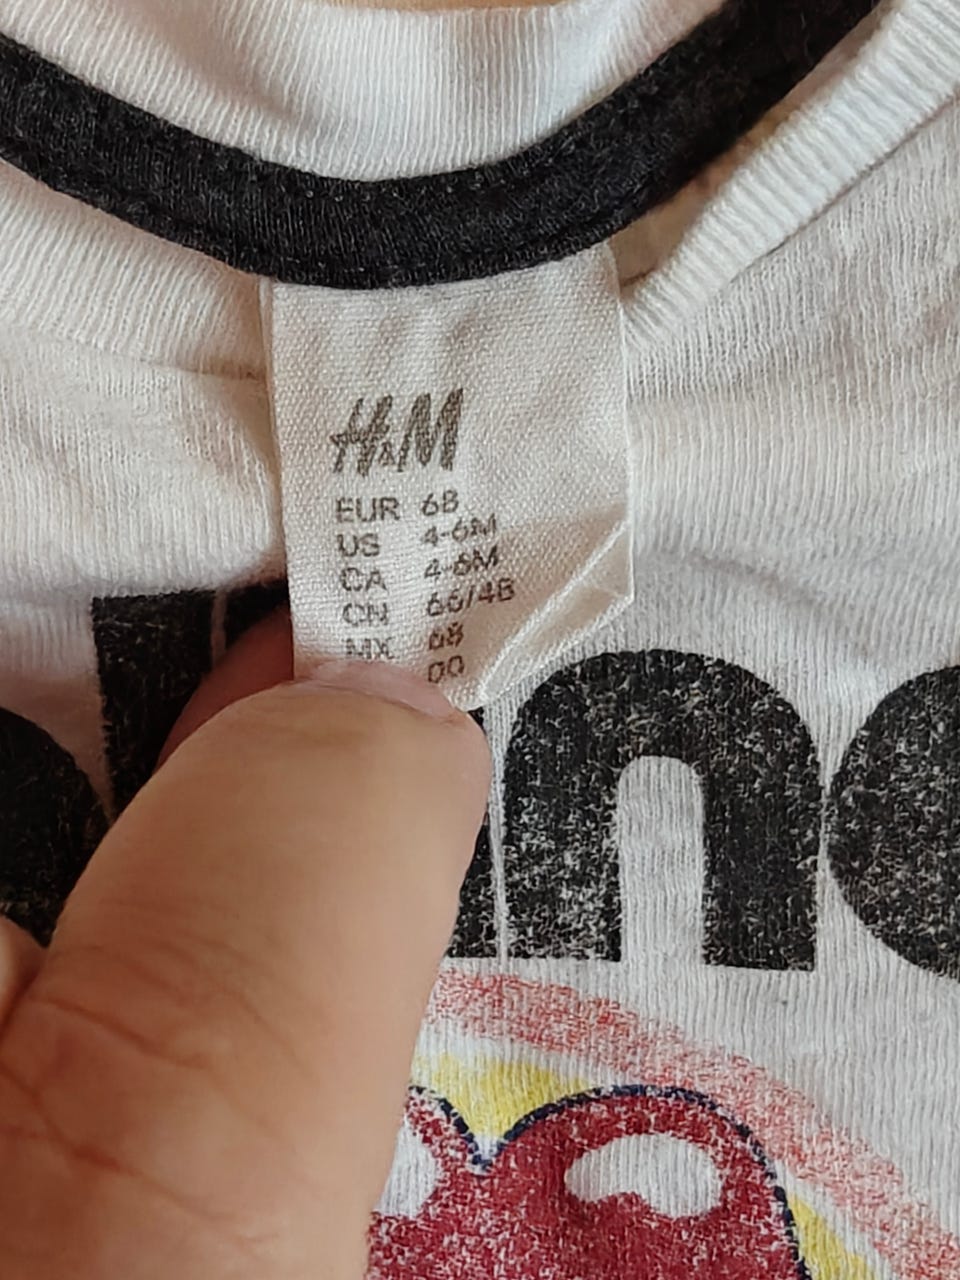 H&M
EUR 68
US 4-6M
CA 4-6M
CN 66/48
MX 68
00